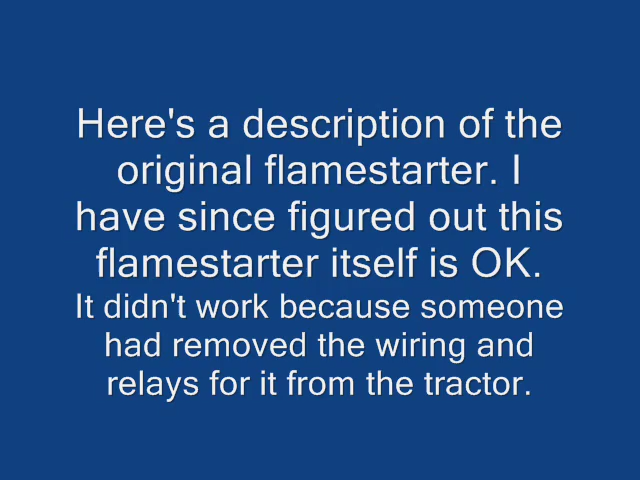 Here's a description of the
original flamestarter. I
have since figured out this
flamestarter itself is OK.
It didn't work because someone
had removed the wiring and
relays for it from the tractor.